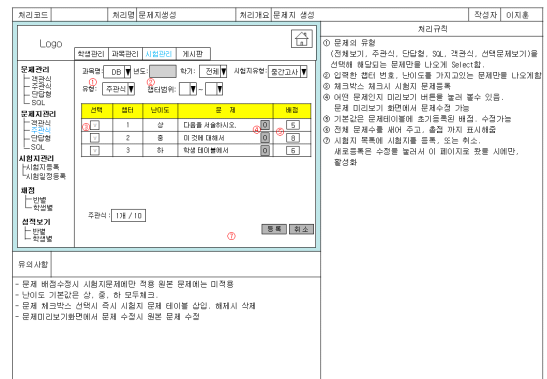 처리코드 처리명 문제지생성 처리개요 문제지 생성 작성자 이지훈
Logo
학생관리 과목관리 시험관리 게시판
문제관리
객관식
주관식
단답형
SQL
문제지관리
객관식
주관식
단답형
SQL
시험지관리
시험지등록
시험일정등록
채점
반별
학생별
성적보기
반별
학생별
과목명: DB 년도: 학기: 전체 시험지유형: 중간고사
① ②
유형: 주관식 챕터범위: ~
선택 챕터 난이도 문 제 배점
③ 1 상 다음을 서술하시오. ④ 0 ⑤ 5
2 중 미 것에 대해서 0 8
3 하 학생 테이블에서 0 6
주관식 : 1개 / 10
⑦ 등록 취소
처리규칙
① 문제의 유형
(전체보기, 주관식, 단답형, SQL, 객관식, 선택문제보기)을
선택해 해당되는 문제만를 나오게 Select함.
② 입력한 챕터 번호, 난이도를 가지고있는 문제만를 나오게함
③ 체크박스 체크시 시험지 문제등록
④ 어떤 문제인지 미리보기 버튼를 눌러 볼수 있음.
문제 미리보기 화면에서 문제수정 가능
⑤ 기본값은 문제테이블에 초기등록된 배점. 수정가능
⑥ 전체 문제수를 세어 주고, 총점 까지 표시해줌
⑦ 시험지 목록에 시험지를 등록, 또는 취소.
새로등록은 수정를 눌러서 이 페이지로 왔를 시에만.
활성화
유의사항
- 문제 배점수정시 시험지문제에만 적용 원본 문제에는 미적용
- 난이도 기본값은 상, 중, 하 모두체크.
- 문제 체크박스 선택시 즉시 시험지 문제 테이블 삽입, 해제시 삭제
- 문제미리보기화면에서 문제 수정시 원본 문제 수정